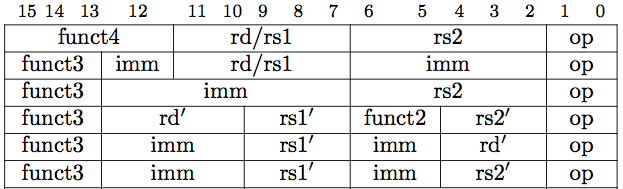 15 14 13 12 11 10 9 8 7 6 5 4 3 2 1 0
funct4 rd/rs1 rs2 op
funct3 imm rd/rs1 imm op
funct3 imm rs2 op
funct3 rd′ rs1′ funct2 rs2′ op
funct3 imm rs1′ imm rd′ op
funct3 imm rs1′ imm rs2′ op